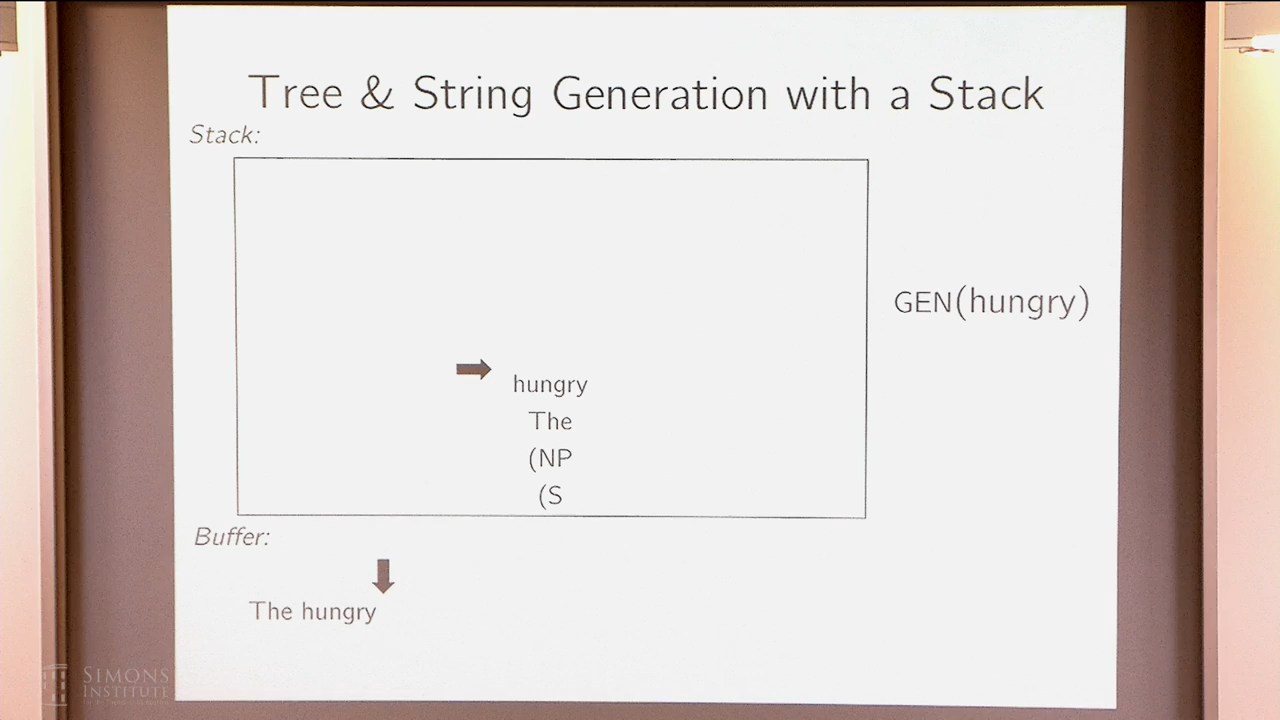 Tree & String Generation with a Stack
Stack:
GEN(hungry)
hungry
The
(NP
(S
Buffer:
The hungry
SIMONS
INSTITUTE